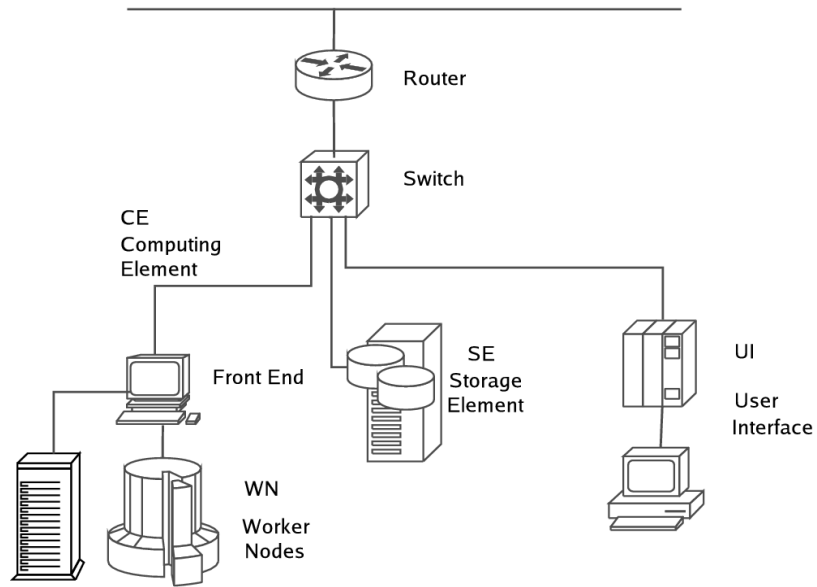 Router
Switch
CE
Computing
Element
Front End
SE
Storage
Element
UI
User
Interface
WN
Worker
Nodes